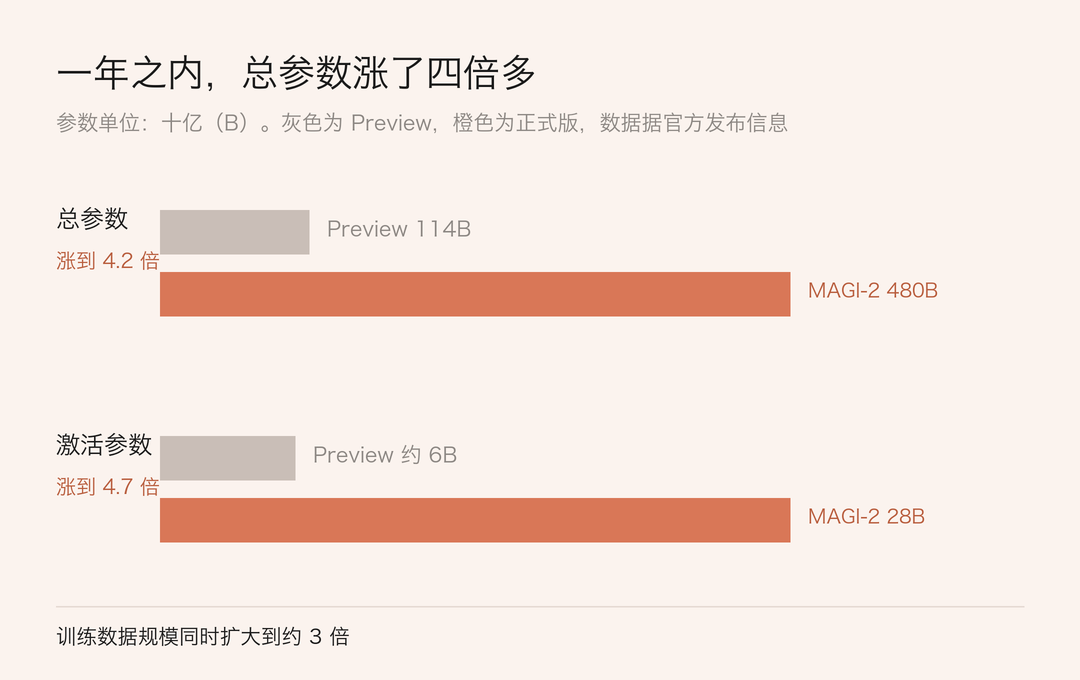 一年之内，总参数涨了四倍多
参数单位：十亿（B）。灰色为 Preview，橙色为正式版，数据据官方发布信息
总参数
Preview 114B
涨到 4.2 倍
MAGI-2 480B
激活参数
Preview 约 6B
涨到 4.7 倍
MAGI-2 28B
训练数据规模同时扩大到约 3 倍